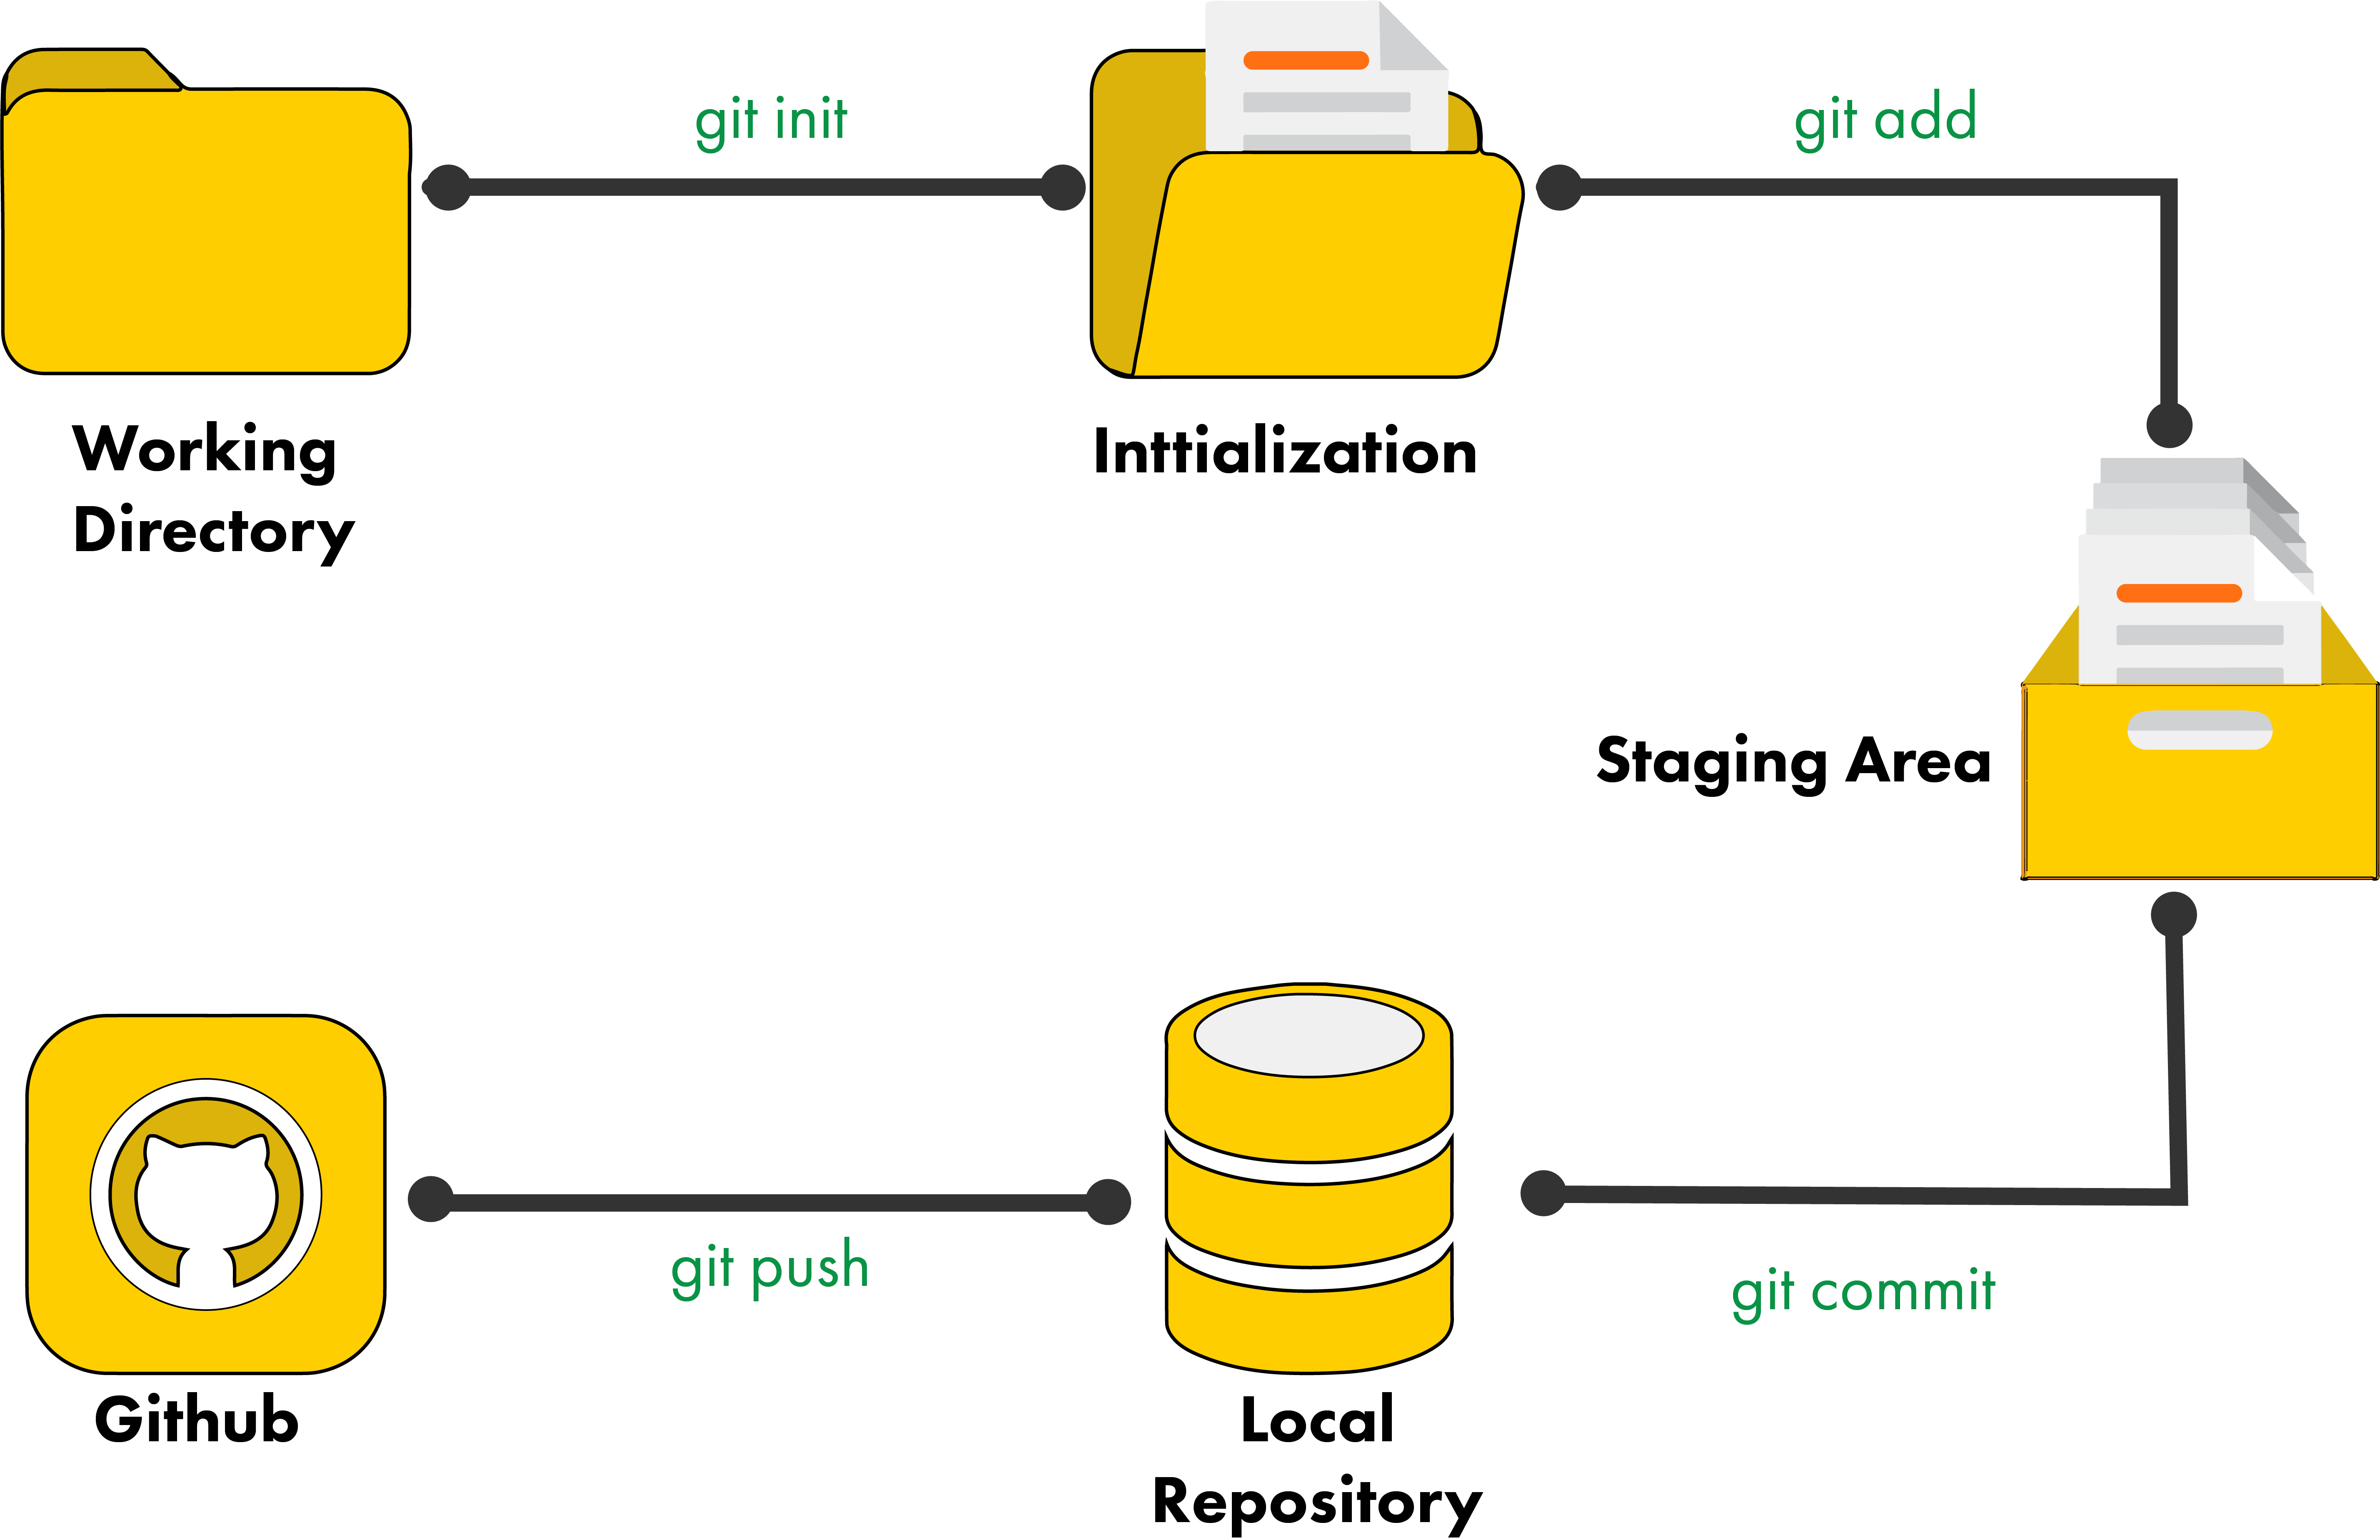 git init
git add
Working
Directory
Inttialization
Staging Area
git push
git commit
Github
Local
Repository